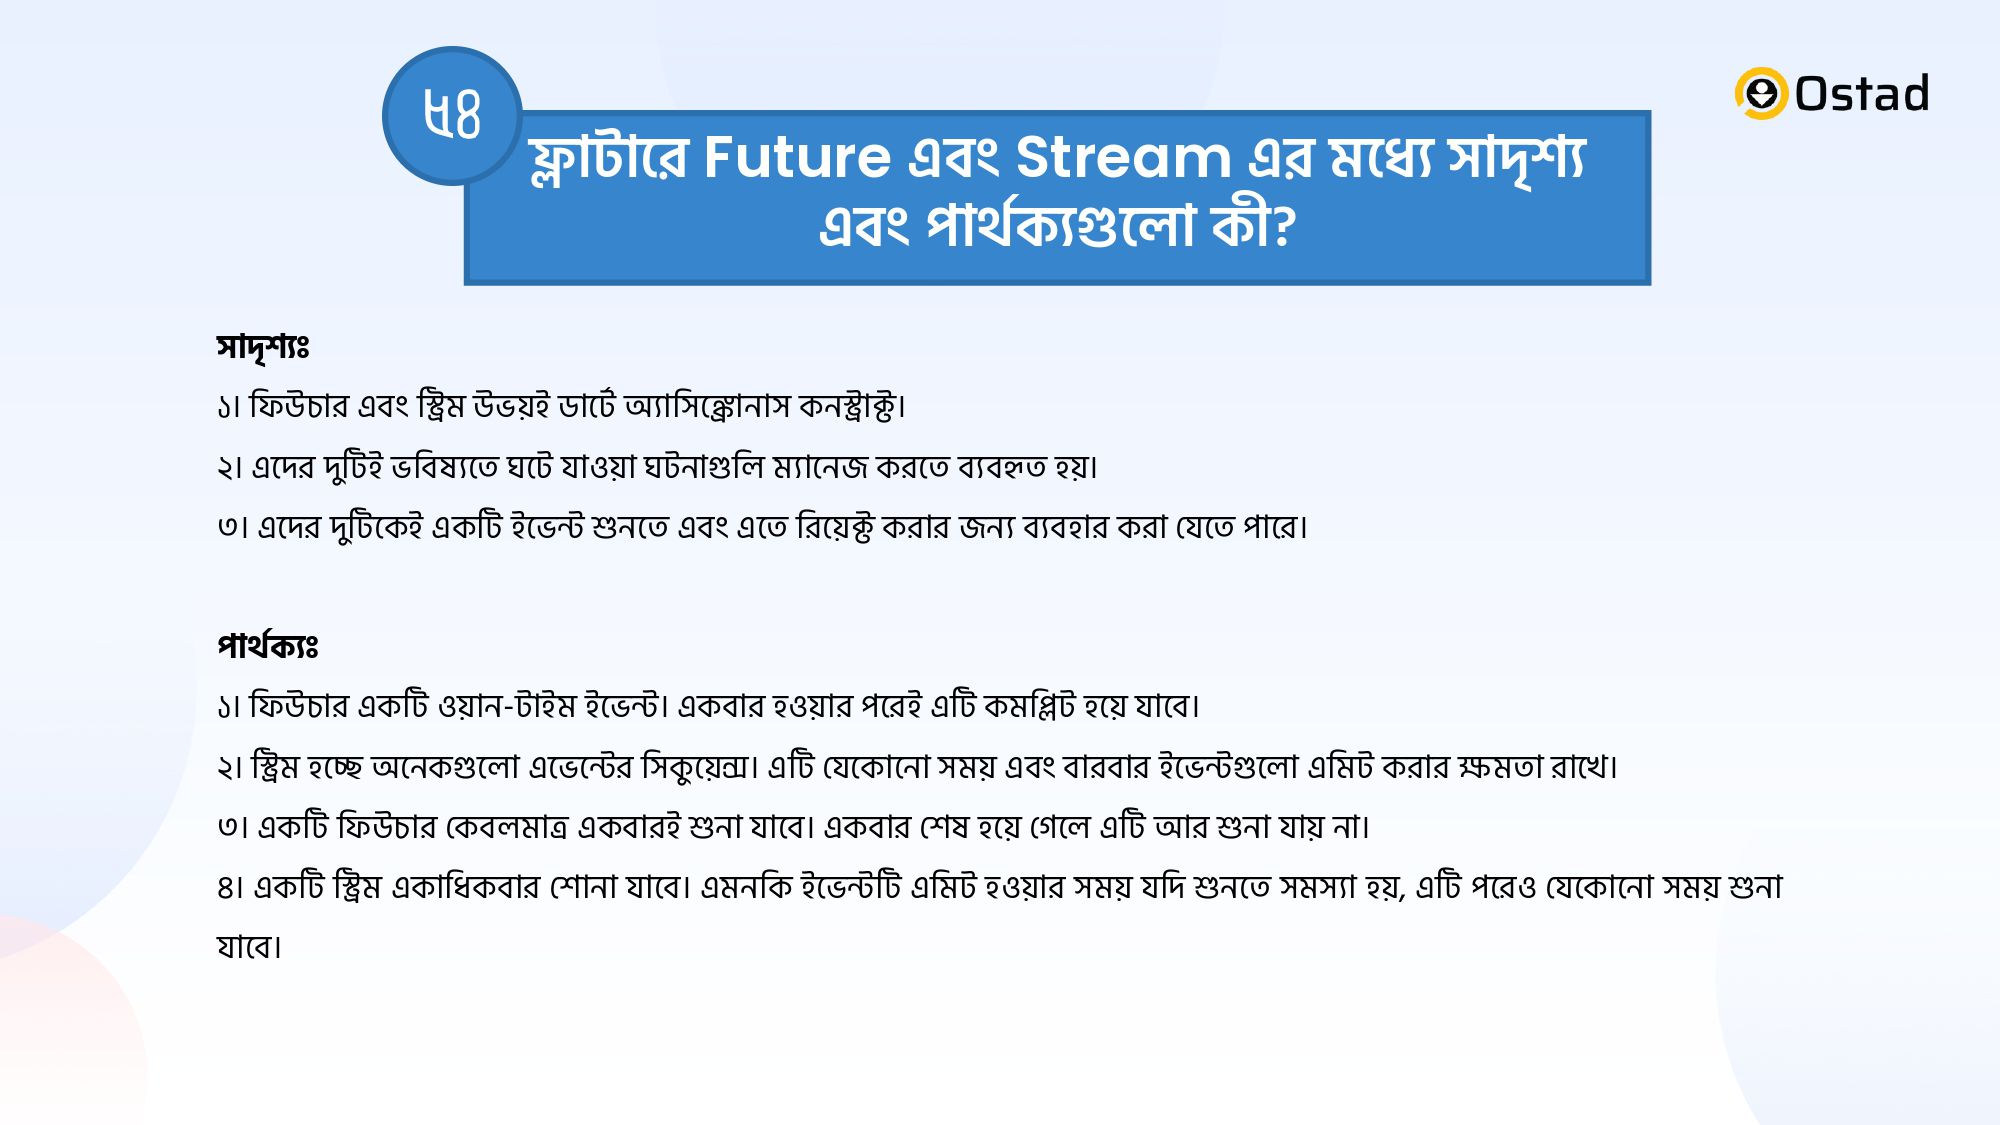 ৫৪
Ostad
ফ্লাটারে Future এবং Stream এর মধ্যে সাদৃশ্য
এবং পার্থক্যগুলো কী?
সাদৃশ্যঃ
১। ফিউচার এবং স্ট্রিম উভয়ই ডার্টে অ্যাসিঙ্ক্রোনাস কনস্ট্রাক্ট।
২। এদের দুটিই ভবিষ্যতে ঘটে যাওয়া ঘটনাগুলি ম্যানেজ করতে ব্যবহৃত হয়।
৩। এদের দুটিকেই একটি ইভেন্ট শুনতে এবং এতে রিয়েক্ট করার জন্য ব্যবহার করা যেতে পারে।
পার্থক্যঃ
১। ফিউচার একটি ওয়ান-টাইম ইভেন্ট। একবার হওয়ার পরেই এটি কমপ্লিট হয়ে যাবে।
২। স্ট্রিম হচ্ছে অনেকগুলো এভেন্টের সিকুয়েন্স। এটি যেকোনো সময় এবং বারবার ইভেন্টগুলো এমিট করার ক্ষমতা রাখে।
৩। একটি ফিউচার কেবলমাত্র একবারই শুনা যাবে। একবার শেষ হয়ে গেলে এটি আর শুনা যায় না।
৪। একটি স্ট্রিম একাধিকবার শোনা যাবে। এমনকি ইভেন্টটি এমিট হওয়ার সময় যদি শুনতে সমস্যা হয়, এটি পরেও যেকোনো সময় শুনা
যাবে।